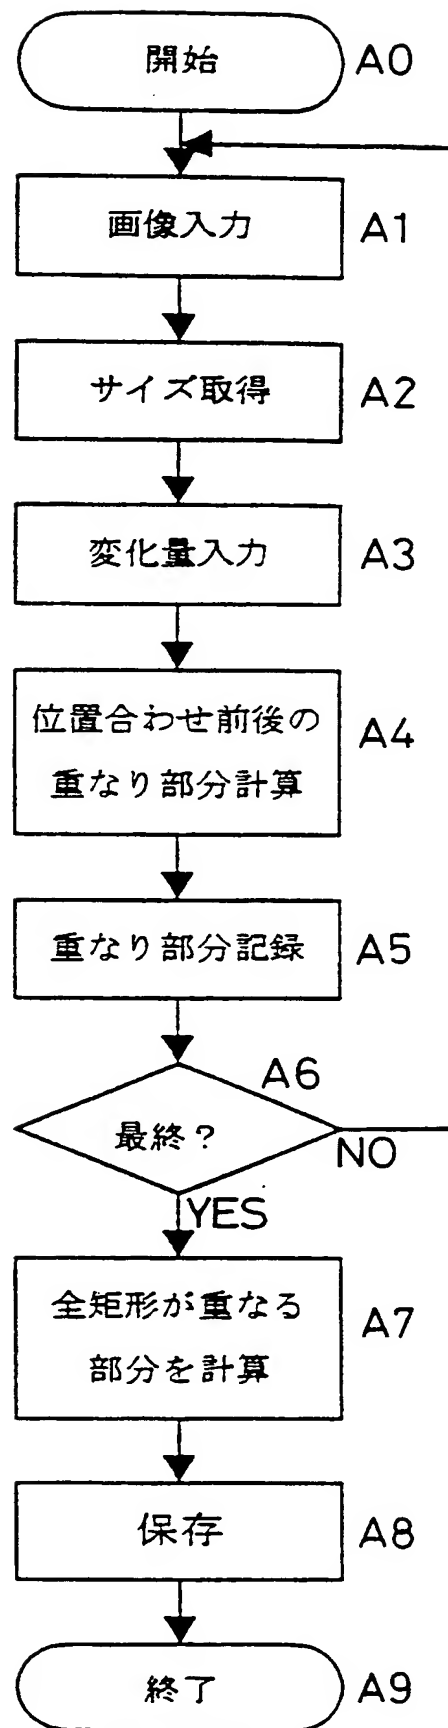 開始 A0
画像入力 A1
サイズ取得 A2
変化量入力 A3
位置合わせ前後の A4
重なり部分計算
重なり部分記録 A5
A6
最終?
NO
YES
全矩形が重なる A7
部分を計算
保存 A8
終了 A9